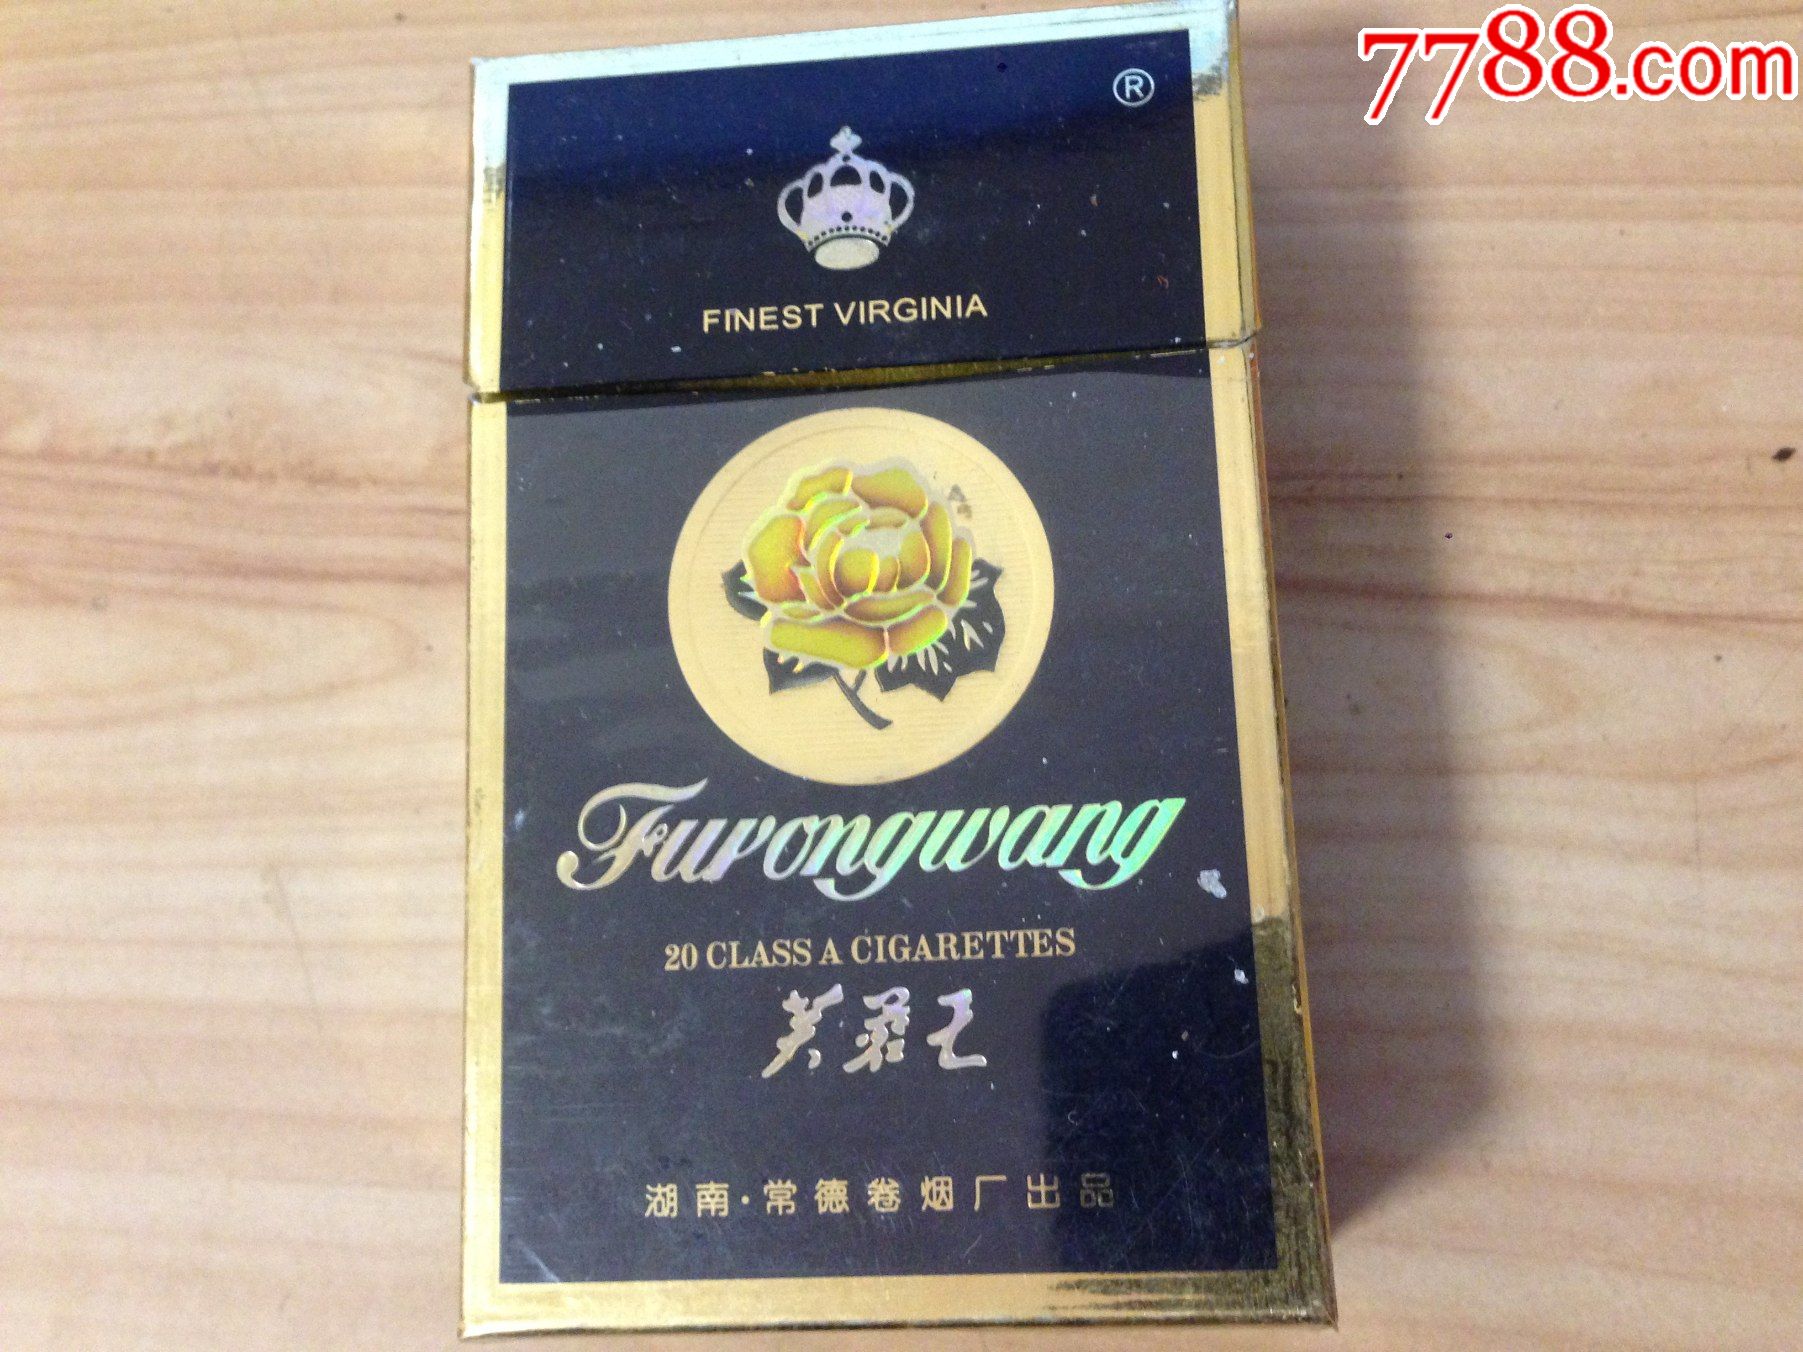 7788.com
®
FINEST VIRGINIA
Furongwang
20 CLASS A CIGARETTES
芙蓉王
湖南·常德卷烟厂出品